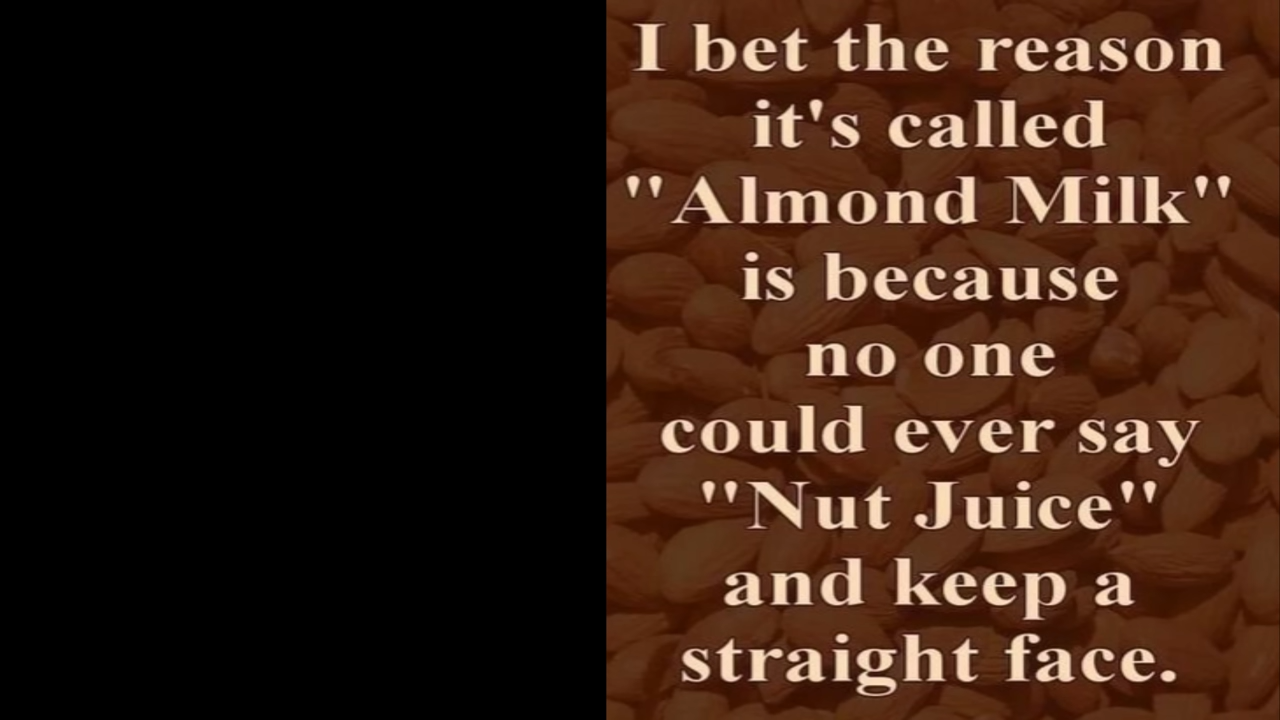 I bet the reason
it's called
"Almond Milk"
is because
no one
could ever say
"Nut Juice"
and keep a
straight face.